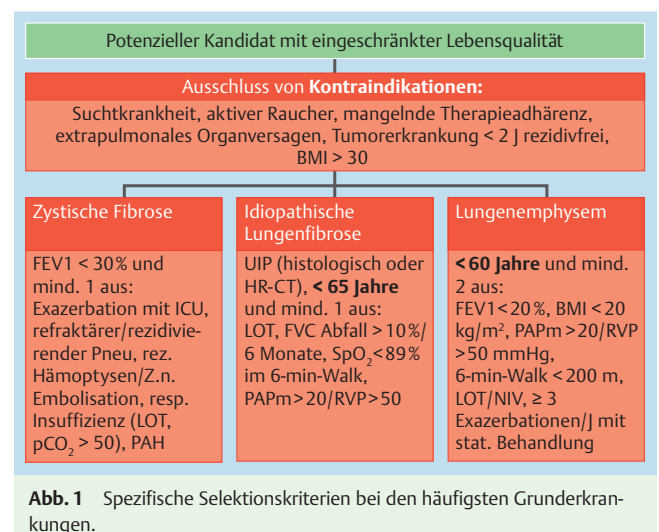 Potenzieller Kandidat mit eingeschränkter Lebensqualität
Ausschluss von Kontraindikationen:
Suchtkrankheit, aktiver Raucher, mangelnde Therapieadhärenz,
extrapulmonales Organversagen, Tumorerkrankung < 2 J rezidivfrei,
BMI > 30
Zystische Fibrose
FEV1 < 30% und
mind. 1 aus:
Exazerbation mit ICU,
refraktärer/rezidivie-
render Pneu, rez.
Hämoptysen/Z.n.
Embolisation, resp.
Insuffizienz (LOT,
pCO₂ > 50), PAH
Idiopathische
Lungenfibrose
UIP (histologisch oder
HR-CT), < 65 Jahre
und mind. 1 aus:
LOT, FVC Abfall > 10%/
6 Monate, SpO₂<89%
im 6-min-Walk,
PAPm>20/RVP>50
Lungenemphysem
<60 Jahre und mind.
2 aus:
FEV1<20%, BMI<20
kg/m², PAPm>20/RVP
>50 mmHg,
6-min-Walk <200 m,
LOT/NIV, ≥ 3
Exazerbationen/J mit
stat. Behandlung
Abb. 1 Spezifische Selektionskriterien bei den häufigsten Grunderkran-
kungen.